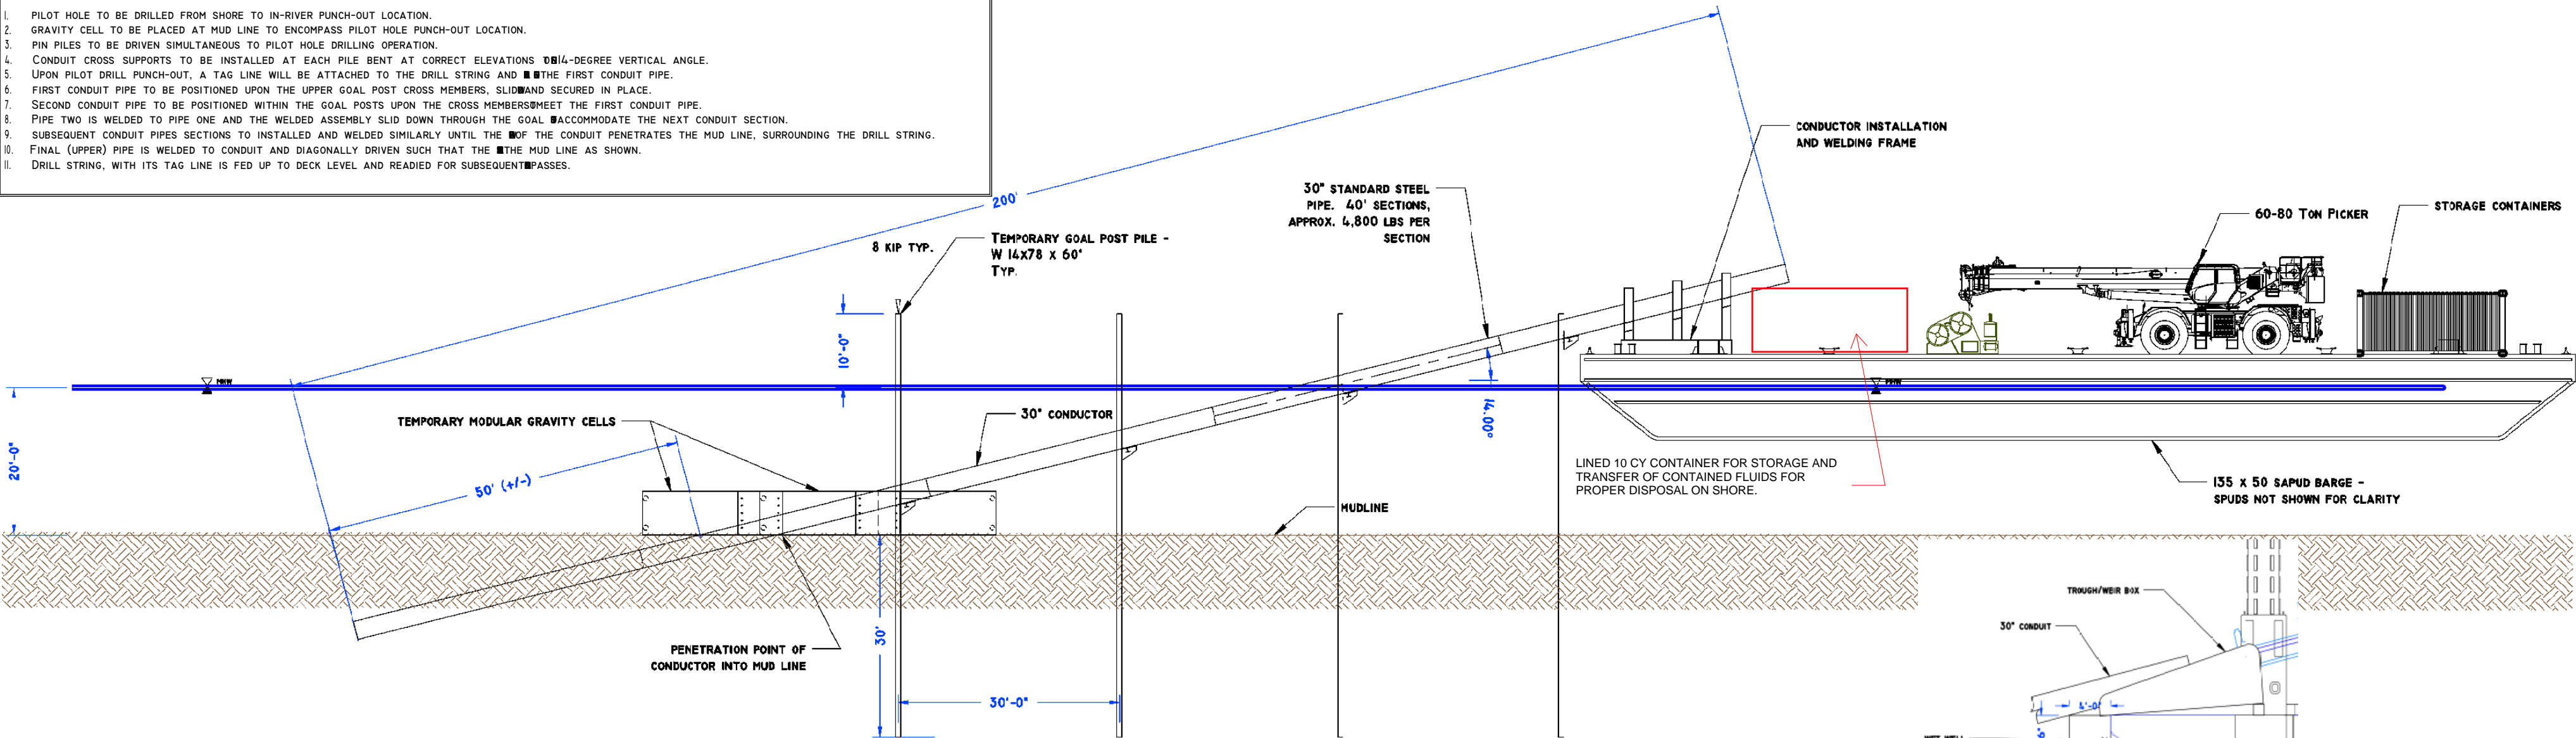 1. PILOT HOLE TO BE DRILLED FROM SHORE TO IN-RIVER PUNCH-OUT LOCATION.
2. GRAVITY CELL TO BE PLACED AT MUD LINE TO ENCOMPASS PILOT HOLE PUNCH-OUT LOCATION.
3. PIN PILES TO BE DRIVEN SIMULTANEOUS TO PILOT HOLE DRILLING OPERATION.
4. CONDUIT CROSS SUPPORTS TO BE INSTALLED AT EACH PILE BENT AT CORRECT ELEVATIONS 14-DEGREE VERTICAL ANGLE.
5. UPON PILOT DRILL PUNCH-OUT, A TAG LINE WILL BE ATTACHED TO THE DRILL STRING AND THE FIRST CONDUIT PIPE.
6. FIRST CONDUIT PIPE TO BE POSITIONED UPON THE UPPER GOAL POST CROSS MEMBERS, AND SECURED IN PLACE.
7. SECOND CONDUIT PIPE TO BE POSITIONED WITHIN THE GOAL POSTS UPON THE CROSS MEMBERS MEET THE FIRST CONDUIT PIPE.
8. PIPE TWO IS WELDED TO PIPE ONE AND THE WELDED ASSEMBLY SLID DOWN THROUGH THE GOAL ACCOMMODATE THE NEXT CONDUIT SECTION.
9. SUBSEQUENT CONDUIT PIPES SECTIONS TO INSTALLED AND WELDED SIMILARLY UNTIL THE OF THE CONDUIT PENETRATES THE MUD LINE, SURROUNDING THE DRILL STRING.
10. FINAL (UPPER) PIPE IS WELDED TO CONDUIT AND DIAGONALLY DRIVEN SUCH THAT THE THE MUD LINE AS SHOWN.
11. DRILL STRING, WITH ITS TAG LINE IS FED UP TO DECK LEVEL AND READIED FOR SUBSEQUENT PASSES.
200'
8 KIP TYP.
TEMPORARY GOAL POST PILE -
W 14X78 X 60'
TYP.
30" STANDARD STEEL
PIPE. 40' SECTIONS,
APPROX. 4,800 LBS PER
SECTION
CONDUCTOR INSTALLATION
AND WELDING FRAME
60-80 TON PICKER
STORAGE CONTAINERS
10'-0"
MHW
MHW
20'-0"
TEMPORARY MODULAR GRAVITY CELLS
30" CONDUCTOR
14.00°
50' (+/-)
LINED 10 CY CONTAINER FOR STORAGE AND
TRANSFER OF CONTAINED FLUIDS FOR
PROPER DISPOSAL ON SHORE.
135 X 50 SAPUD BARGE -
SPUDS NOT SHOWN FOR CLARITY
MUDLINE
30'
PENETRATION POINT OF
CONDUCTOR INTO MUD LINE
30'-0"
TROUGH/WEIR BOX
30" CONDUIT
4'-0"